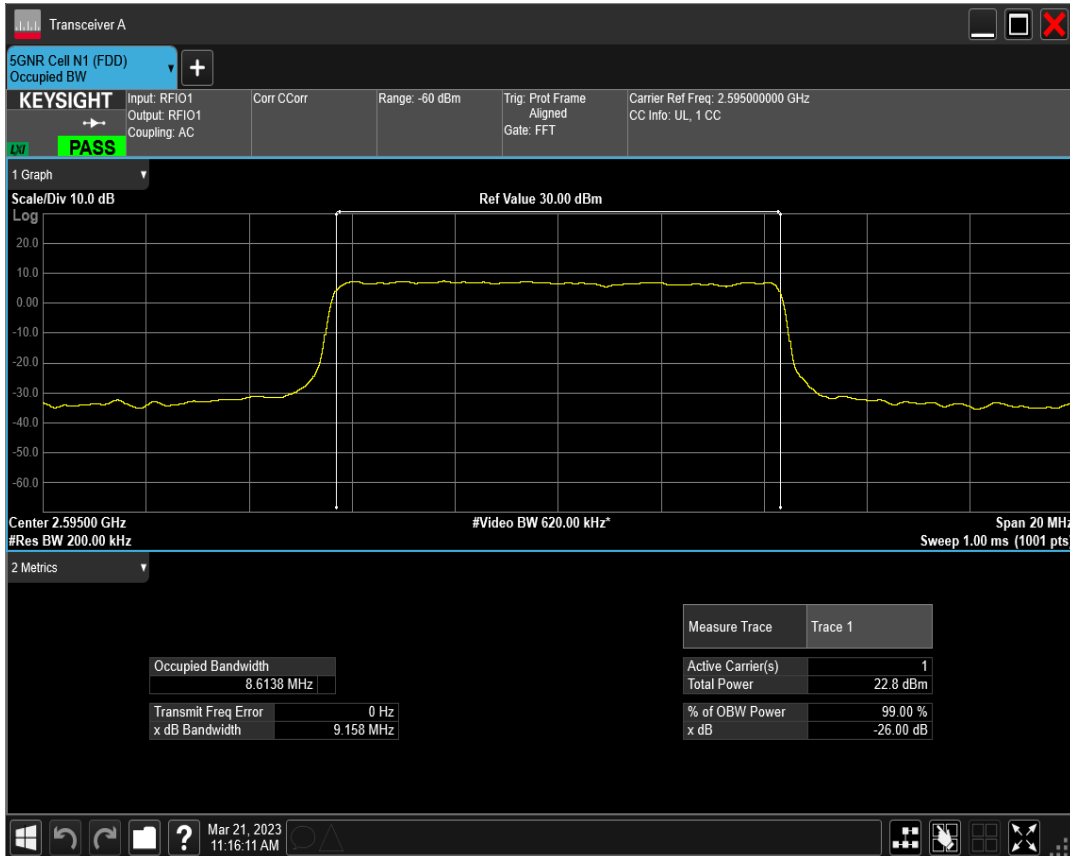 Transceiver A
5GNR Cell N1 (FDD)
Occupied BW
+
KEYSIGHT
LXI
PASS
Input: RFIO1
Output: RFIO1
Coupling: AC
Corr CCorr
Range: -60 dBm
Trig: Prot Frame
Aligned
Gate: FFT
Carrier Ref Freq: 2.595000000 GHz
CC Info: UL, 1 CC
1 Graph
Scale/Div 10.0 dB
Ref Value 30.00 dBm
Log
20.0
10.0
0.00
-10.0
-20.0
-30.0
-40.0
-50.0
-60.0
Center 2.59500 GHz
#Video BW 620.00 kHz*
Span 20 MHz
#Res BW 200.00 kHz
Sweep 1.00 ms (1001 pts)
2 Metrics
Measure Trace Trace 1
Occupied Bandwidth
8.6138 MHz
Active Carrier(s) 1
Total Power 22.8 dBm
Transmit Freq Error 0 Hz
x dB Bandwidth 9.158 MHz
% of OBW Power 99.00 %
x dB -26.00 dB
?
Mar 21, 2023
11:16:11 AM